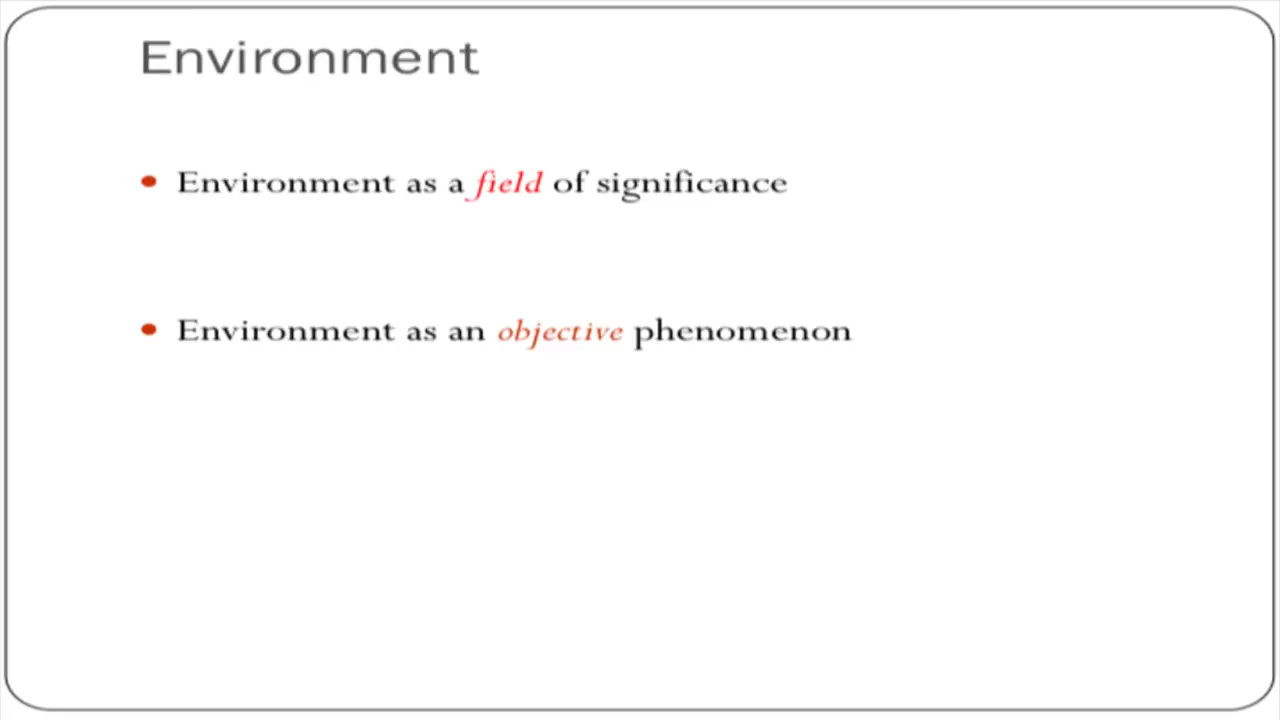 Environment
Environment as a field of significance
Environment as an objective phenomenon